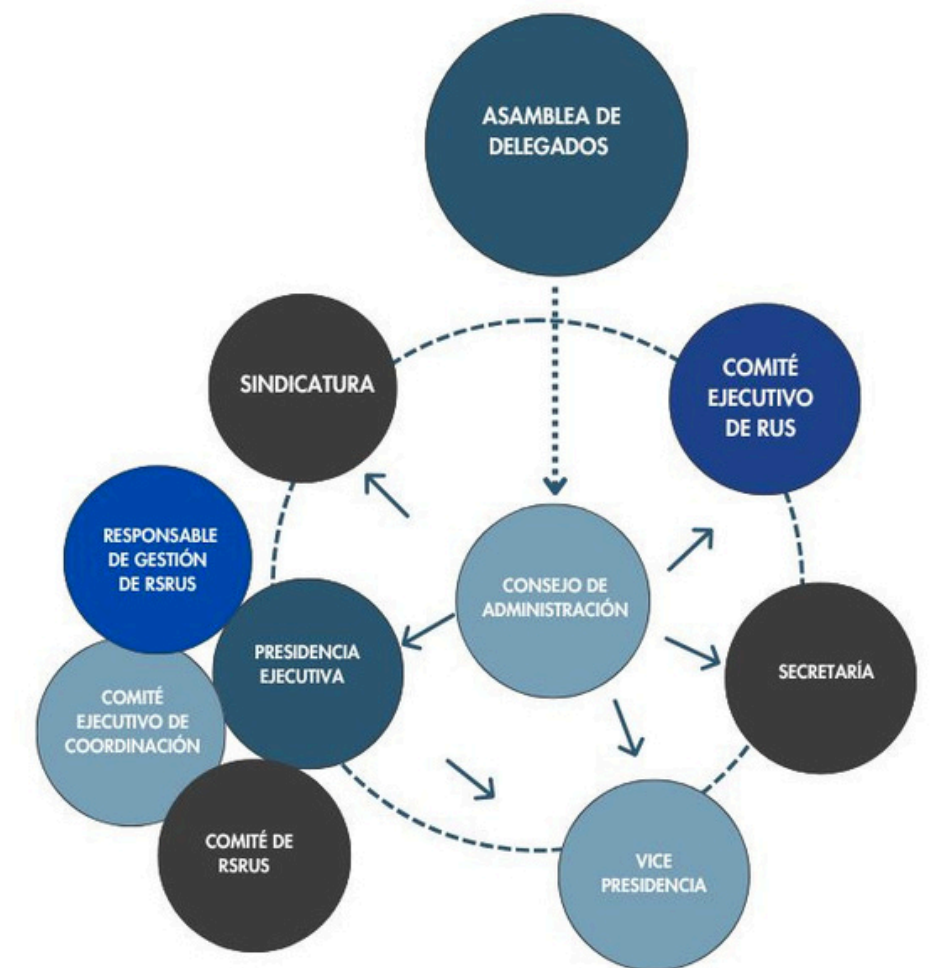 ASAMBLEA DE
DELEGADOS
SINDICATURA
COMITÉ
EJECUTIVO
DE RUS
RESPONSABLE
DE GESTIÓN
DE RSRUS
CONSEJO DE
ADMINISTRACIÓN
PRESIDENCIA
EJECUTIVA
SECRETARÍA
COMITÉ
EJECUTIVO DE
COORDINACIÓN
COMITÉ DE
RSRUS
VICE
PRESIDENCIA